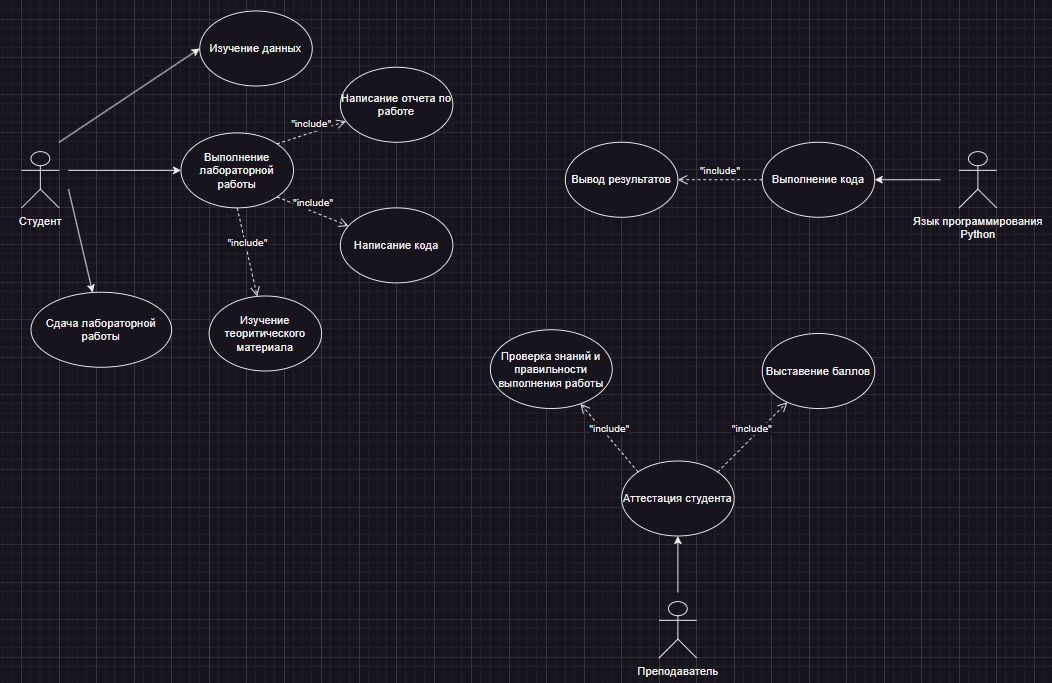 Изучение данных
Написание отчета по
работе
"include"
Выполнение
лабораторной
работы
"include"
Написание кода
"include"
Студент
Сдача лабораторной
работы
Изучение
теоритического
материала
Вывод результатов
"include"
Выполнение кода
Язык программирования
Python
Проверка знаний и
правильности
выполнения работы
Выставение баллов
"include"
"include"
Аттестация студента
Преподаватель